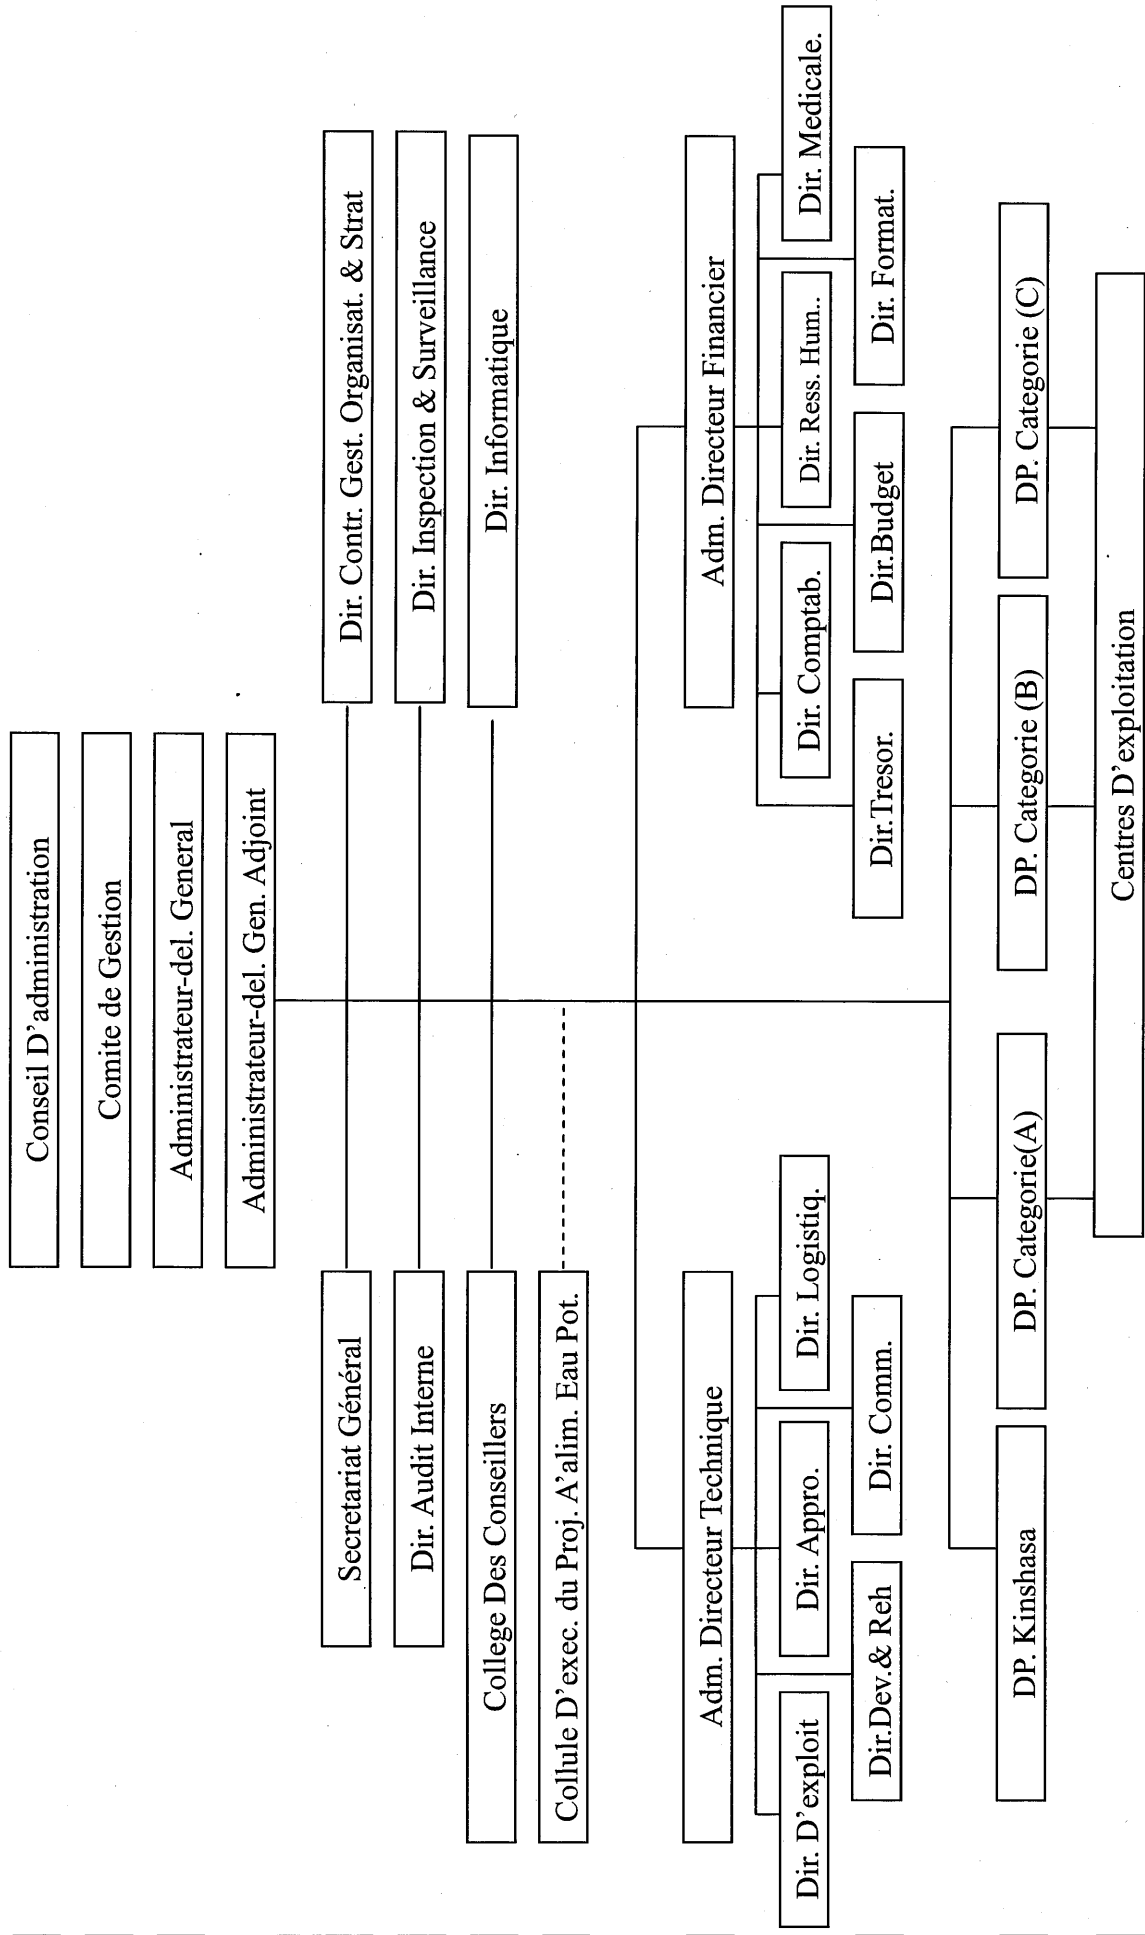 Conseil D'administration
Comite de Gestion
Administrateur-del. General
Administrateur-del. Gen. Adjoint
Secretariat Général
Dir. Contr. Gest. Organisat. & Strat
Dir. Audit Interne
Dir. Inspection & Surveillance
College Des Conseillers
Dir. Informatique
Collule D'exec. du Proj. A'alim. Eau Pot.
Adm. Directeur Technique
Adm. Directeur Financier
Dir. D'exploit
Dir. Appro.
Dir. Logistiq.
Dir. Comptab.
Dir. Ress. Hum..
Dir. Medicale.
Dir.Dev.& Reh
Dir. Comm.
Dir.Tresor.
Dir.Budget
Dir. Format.
DP. Kinshasa
DP. Categorie(A)
DP. Categorie (B)
DP. Categorie (C)
Centres D'exploitation